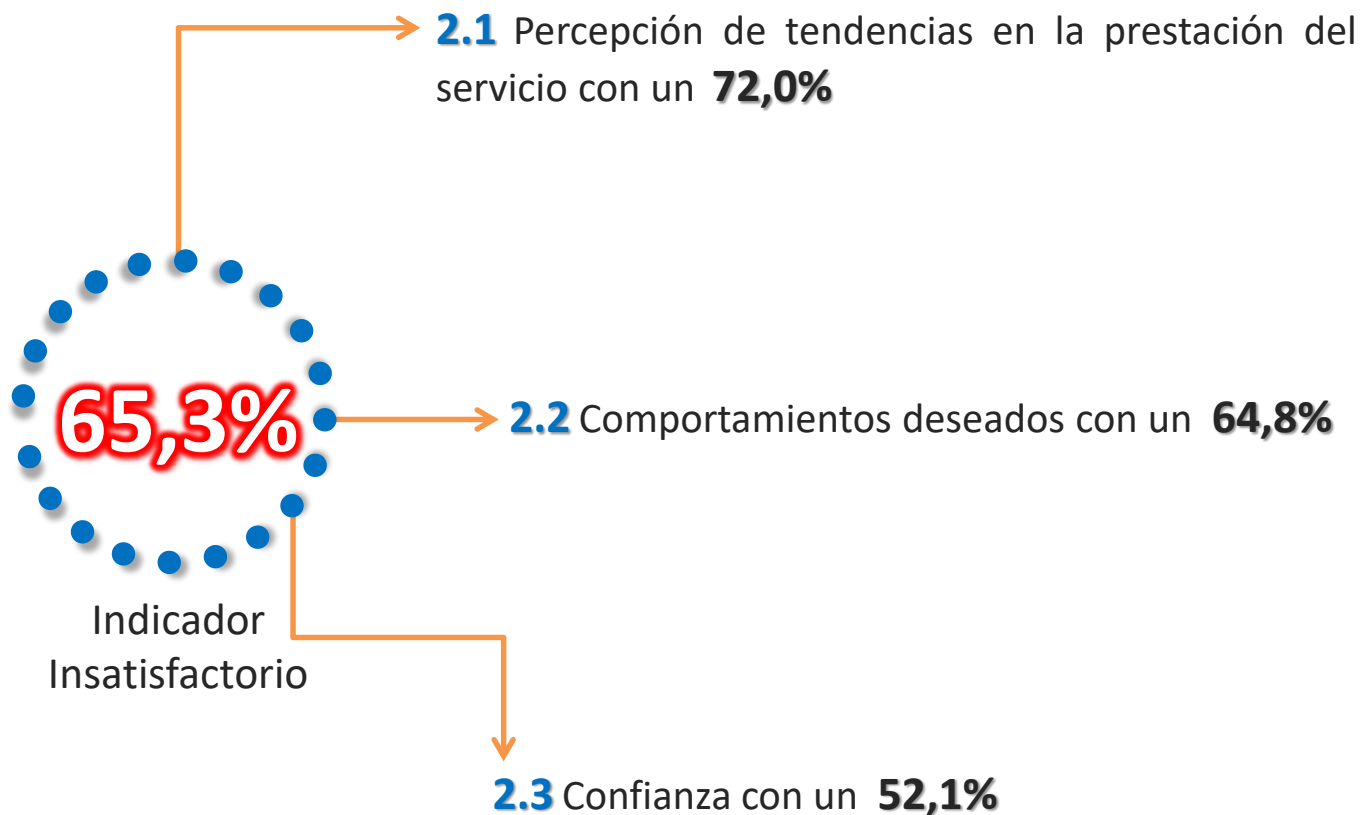 2.1 Percepción de tendencias en la prestación del
servicio con un 72,0%
65,3%
2.2 Comportamientos deseados con un 64,8%
Indicador
Insatisfactorio
2.3 Confianza con un 52,1%